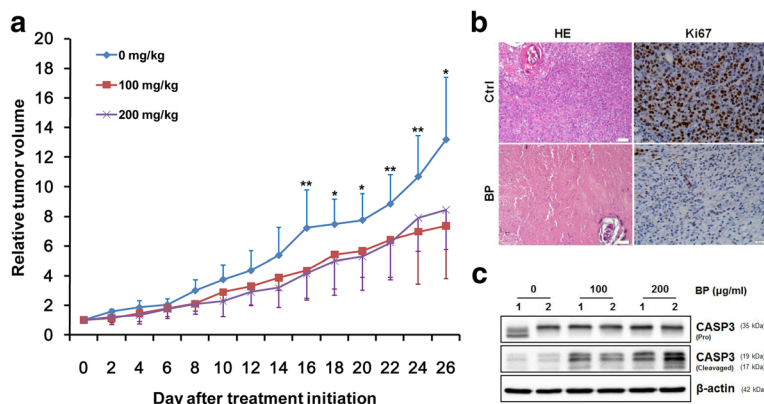 a
Relative tumor volume
20
18
16
14
12
10
8
6
4
2
0
0 mg/kg
100 mg/kg
200 mg/kg
** * * ** ** *
0 2 4 6 8 10 12 14 16 18 20 22 24 26
Day after treatment initiation
b
HE Ki67
Ctrl
BP
c
0 100 200 BP (µg/ml)
1 2 1 2 1 2
CASP3 (35 kDa)
(Pro)
CASP3 (19 kDa)
(Cleavaged) (17 kDa)
β-actin (42 kDa)